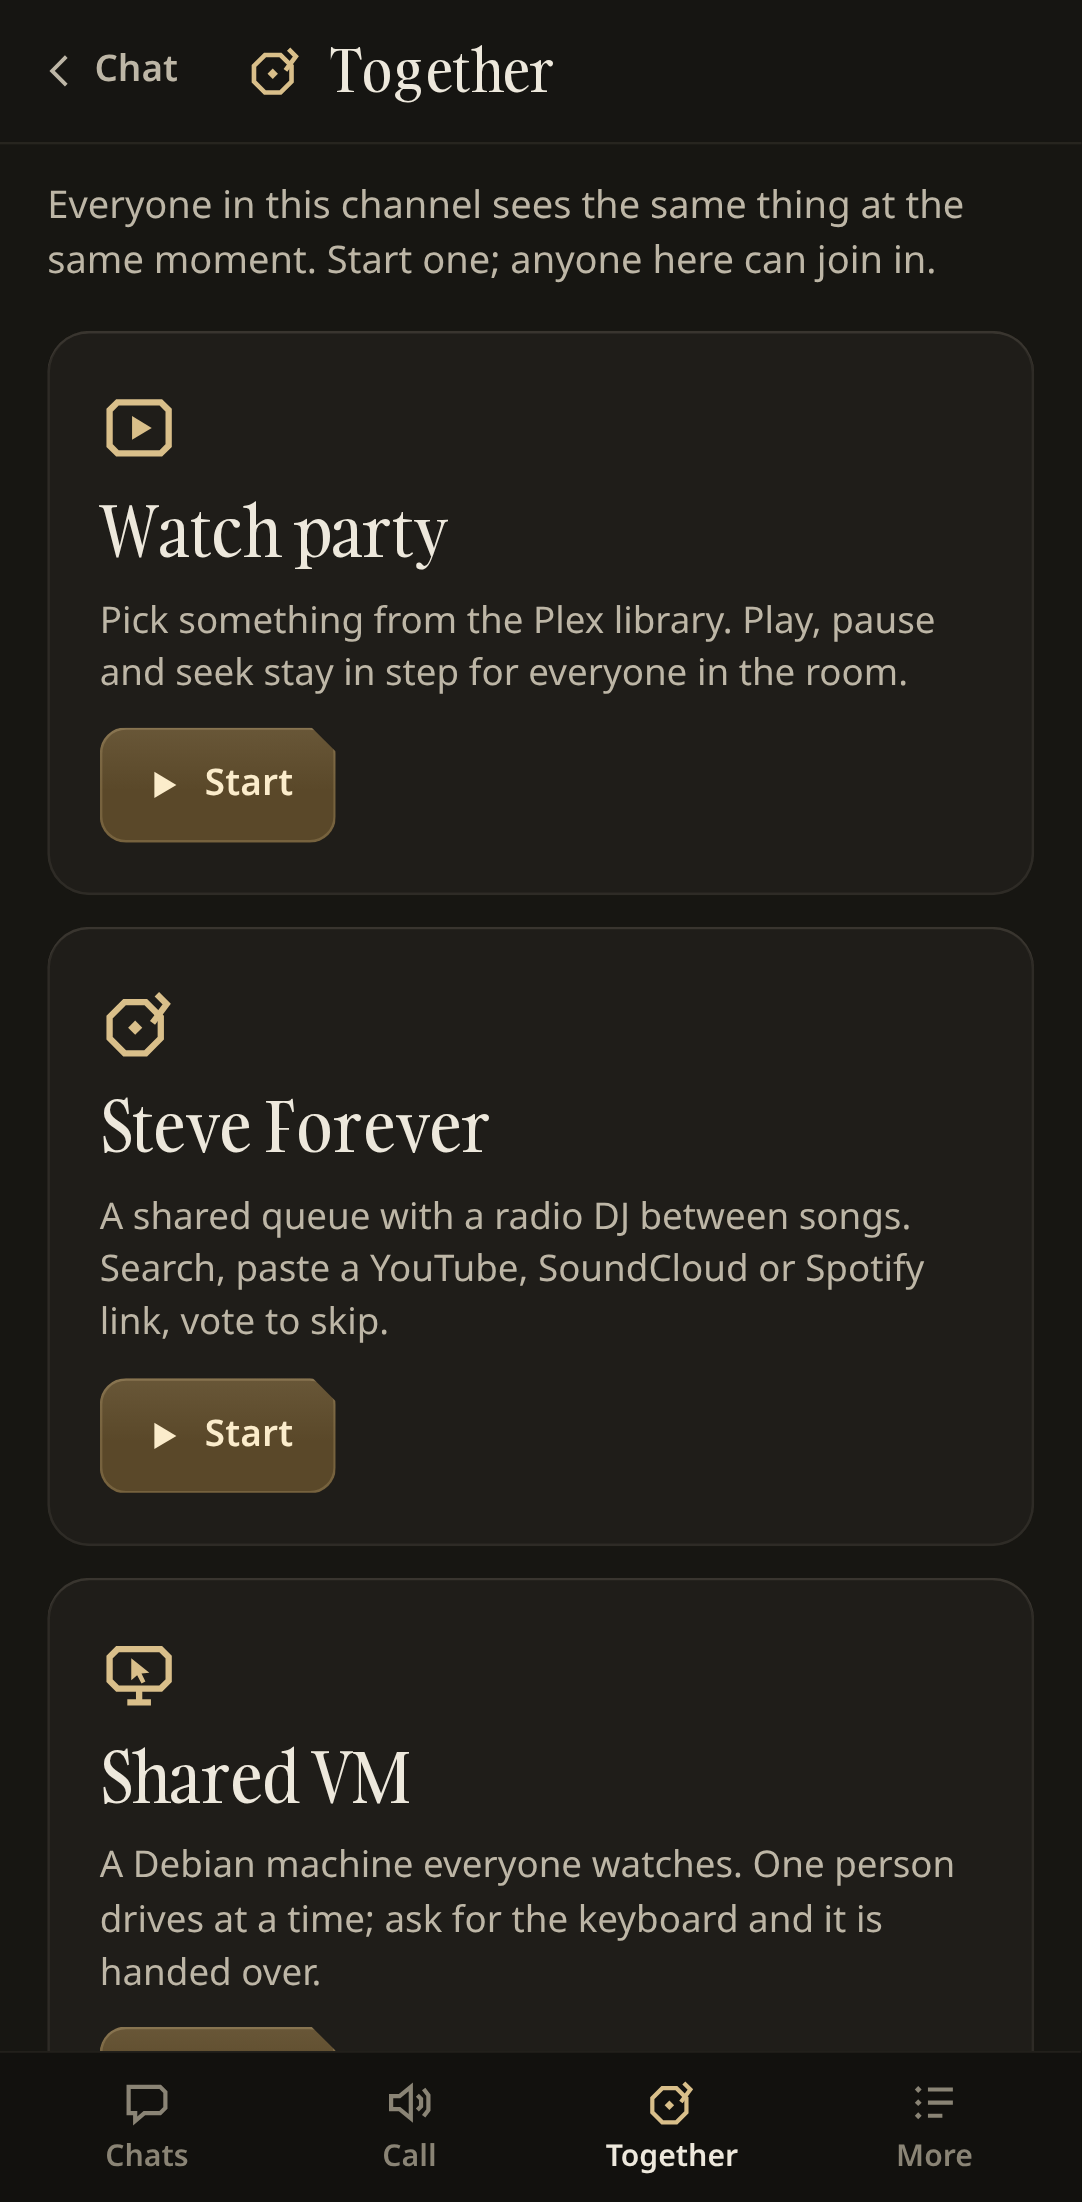 Chat
Together
Everyone in this channel sees the same thing at the
same moment. Start one; anyone here can join in.
Watch party
Pick something from the Plex library. Play, pause
and seek stay in step for everyone in the room.
Start
Steve Forever
A shared queue with a radio DJ between songs.
Search, paste a YouTube, SoundCloud or Spotify
link, vote to skip.
Start
Shared VM
A Debian machine everyone watches. One person
drives at a time; ask for the keyboard and it is
handed over.
Chats
Call
Together
More